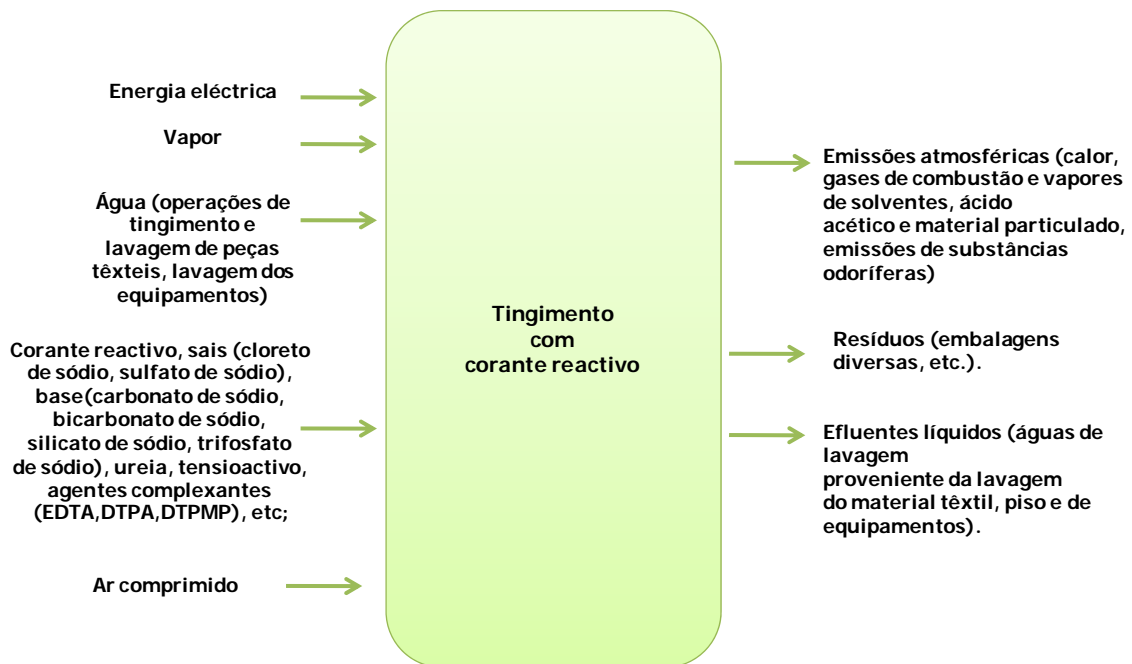 Energia eléctrica
Vapor
Água (operações de
tingimento e
lavagem de peças
têxteis, lavagem dos
equipamentos)
Corante reactivo, sais (cloreto
de sódio, sulfato de sódio),
base(carbonato de sódio,
bicarbonato de sódio,
silicato de sódio, trifosfato
de sódio), ureia, tensioactivo,
agentes complexantes
(EDTA,DTPA,DTPMP), etc;
Ar comprimido
Tingimento
com
corante reactivo
Emissões atmosféricas (calor,
gases de combustão e vapores
de solventes, ácido
acético e material particulado,
emissões de substâncias
odoríferas)
Resíduos (embalagens
diversas, etc.).
Efluentes líquidos (águas de
lavagem
proveniente da lavagem
do material têxtil, piso e de
equipamentos).